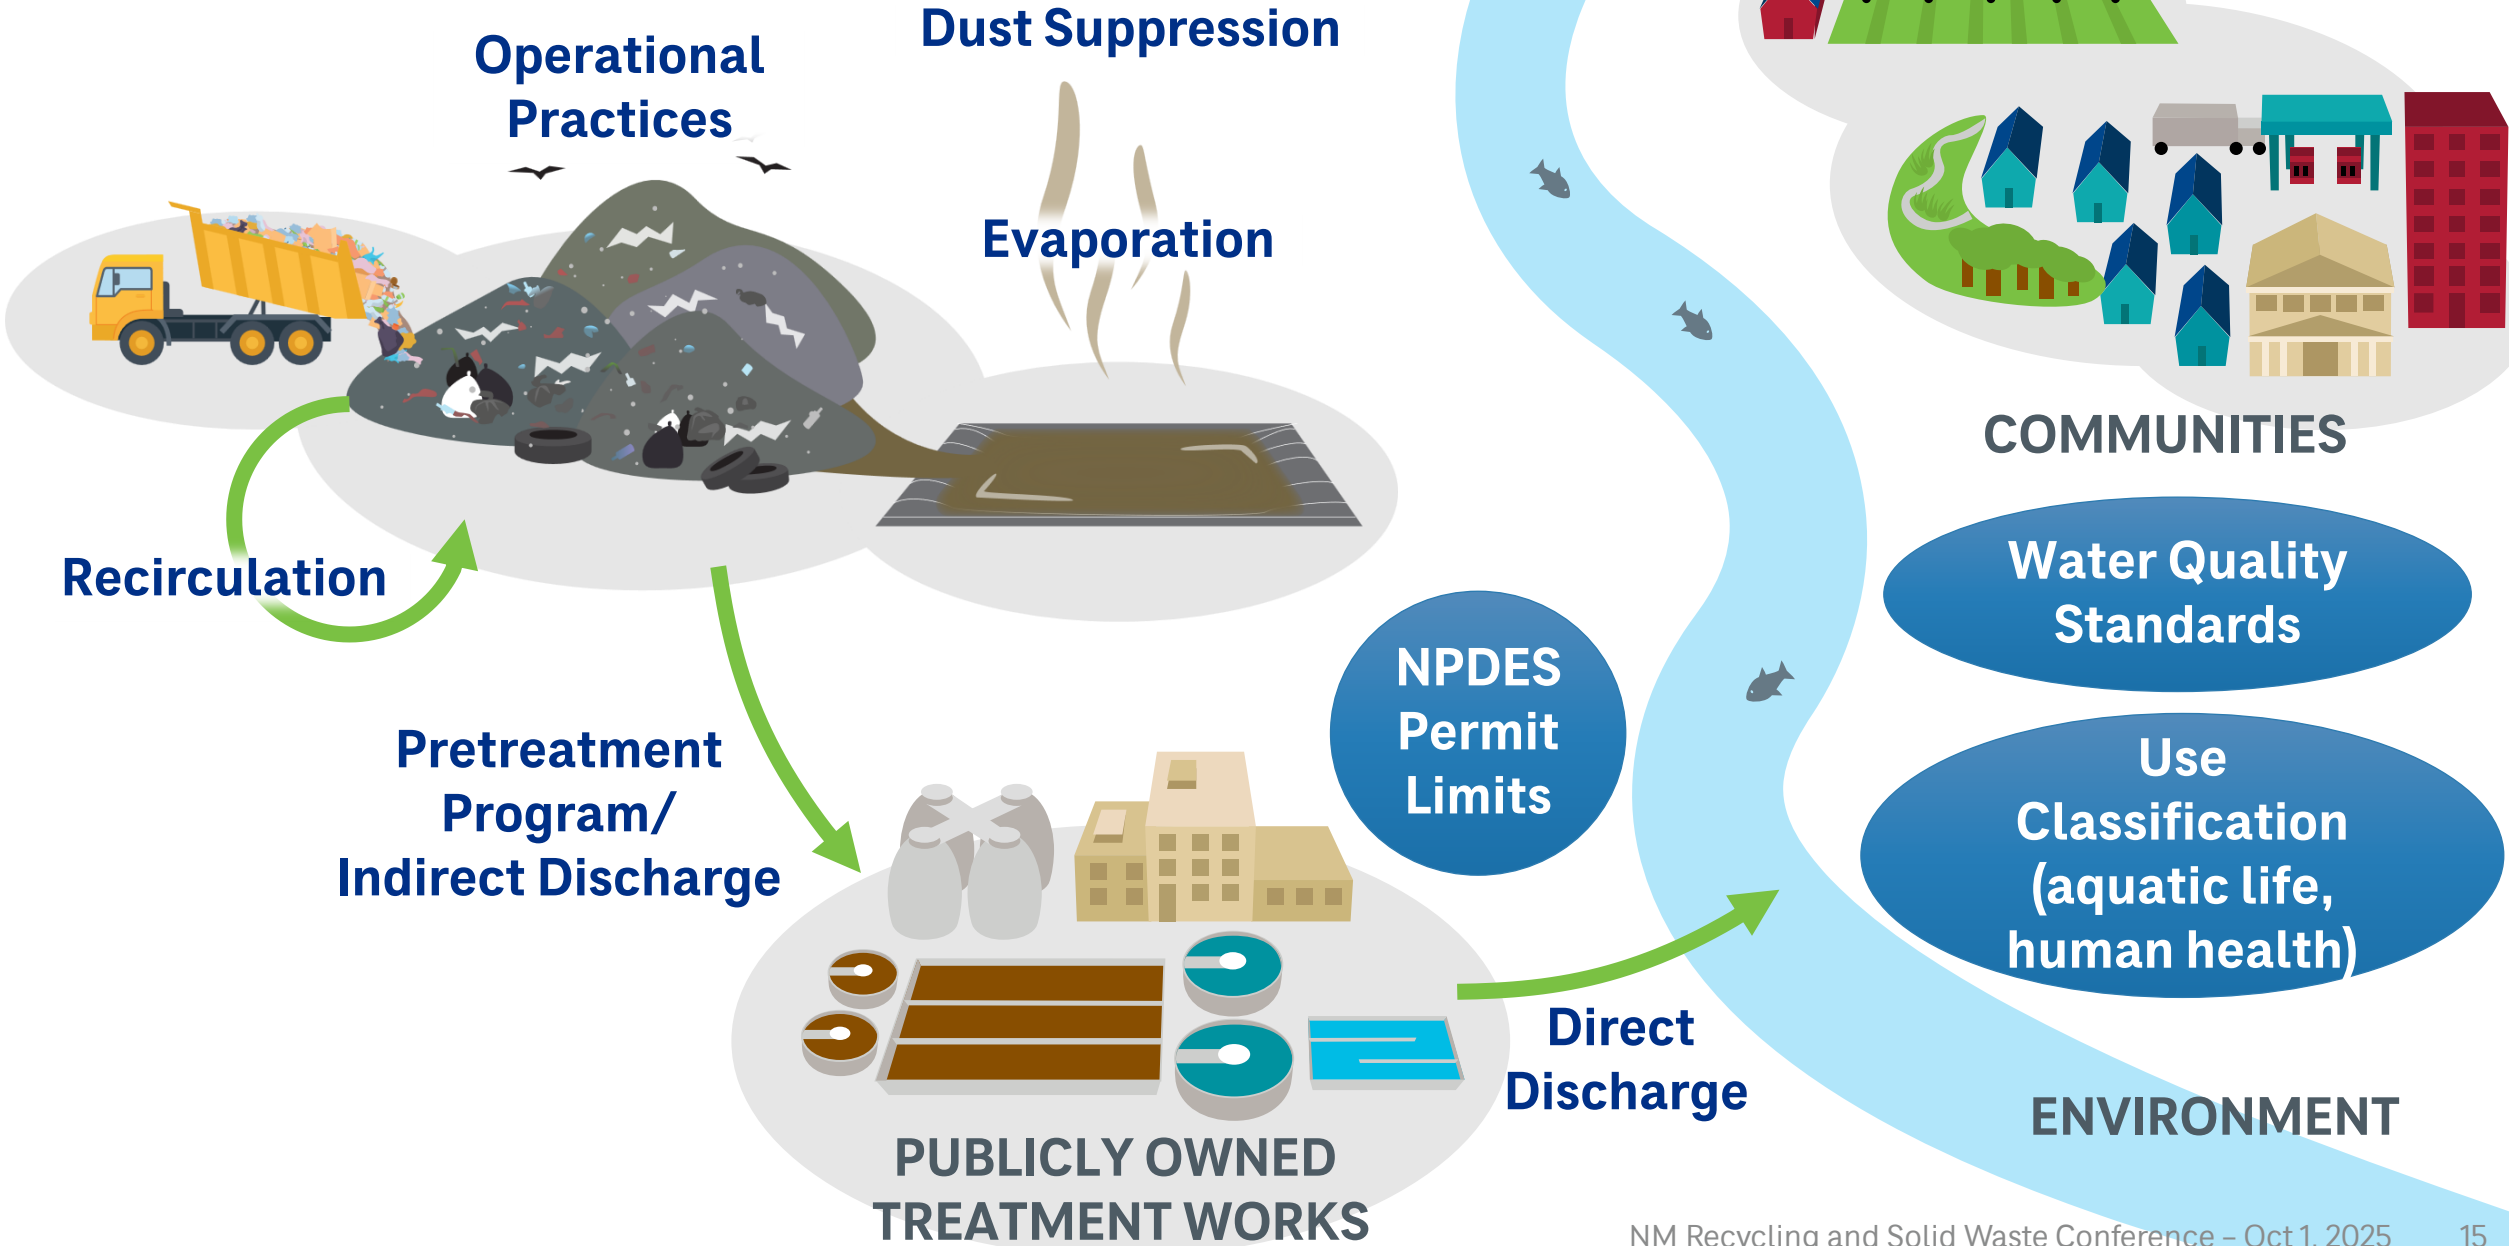 Dust Suppression
Operational
Practices
Evaporation
Recirculation
Pretreatment
Program/
Indirect Discharge
NPDES
Permit
Limits
COMMUNITIES
Water Quality
Standards
Use
Classification
(aquatic life,
human health)
Direct
Discharge
ENVIRONMENT
PUBLICLY OWNED
TREATMENT WORKS
NM Recycling and Solid Waste Conference – Oct 1, 2025 15